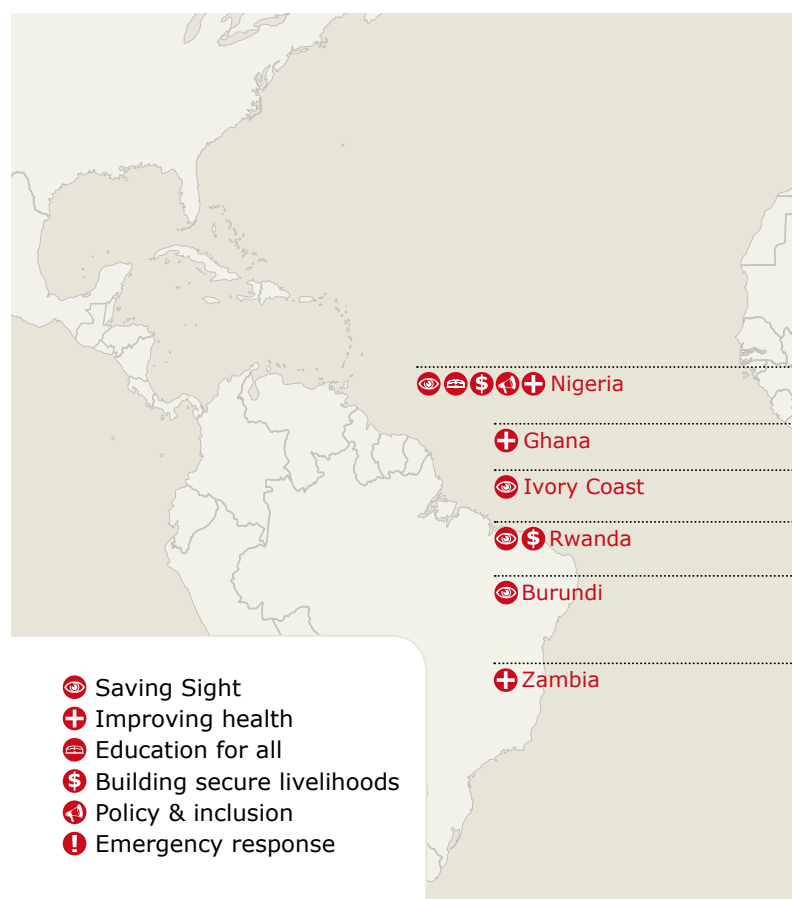 Nigeria
Ghana
Ivory Coast
Rwanda
Burundi
Zambia
Saving Sight
Improving health
Education for all
Building secure livelihoods
Policy & inclusion
Emergency response